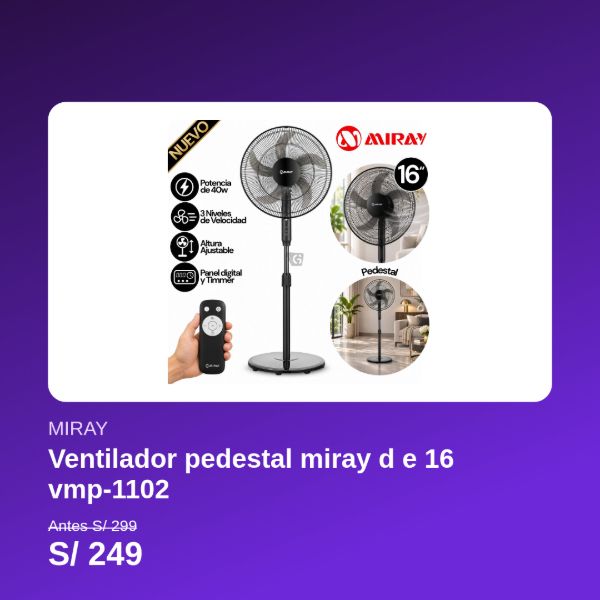 NUEVO
MIRAY
16"
Potencia
de 40w
3 Niveles
de Velocidad
Altura
Ajustable
Panel digital
y Timmer
Pedestal
MIRAY
Ventilador pedestal miray d e 16
vmp-1102
Antes S/ 299
S/ 249